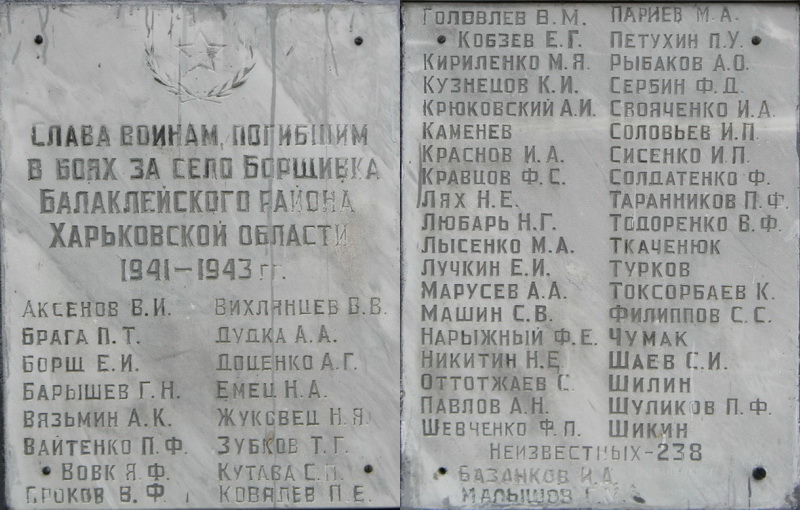 СЛАВА ВОИНАМ, ПОГИБШИМ
В БОЯХ ЗА СЕЛО БОРЩИВКА
БАЛАКЛЕЙСКОГО РАЙОНА
ХАРЬКОВСКОЙ ОБЛАСТИ
1941-1943 гг.
АКСЕНОВ В.И. ВИХЛЯНЦЕВ В.В.
БРАГА П.Т. ДУДКА А.А.
БОРЩ Е.И. ДОЦЕНКО А.Г.
БАРЫШЕВ Г.Н. ЕМЕЦ Н.А.
ВЯЗЬМИН А.К. ЖУКОВЕЦ Н.Я.
ВАЙТЕНКО П.Ф. ЗУБКОВ Т.Г.
ВОВК Я.Ф. КУТАВА С.П.
БРОКОВ В.Ф. КОВАЛЕВ П.Е.
ГОЛОВЛЕВ В.М. ПАРИЕВ М.А.
КОБЗЕВ Е.Г. ПЕТУХИН П.У.
КИРИЛЕНКО М.Я. РЫБАКОВ А.О.
КУЗНЕЦОВ К.И. СЕРБИН Ф.Д.
КРЮКОВСКИЙ А.И. СВОЯЧЕНКО И.А.
КАМЕНЕВ СОЛОВЬЕВ И.П.
КРАСНОВ И.А. СИСЕНКО И.П.
КРАВЦОВ Ф.С. СОЛДАТЕНКО Ф.
ЛЯХ Н.Е. ТАРАННИКОВ П.Ф.
ЛЮБАРЬ Н.Г. ТОДОРЕНКО В.Ф.
ЛЫСЕНКО М.А. ТКАЧЕНЮК
ЛУЧКИН Е.И. ТУРКОВ
МАРУСЕВ А.А. ТОКСОРБАЕВ К.
МАШИН С.В. ФИЛИППОВ С.С.
НАРЫЖНЫЙ Ф.Е. ЧУМАК
НИКИТИН Н.Е. ШАЕВ С.И.
ОТТОТЖАЕВ С. ШИЛИН
ПАВЛОВ А.Н. ШУЛИКОВ П.Ф.
ШЕВЧЕНКО Ф.П. ШИКИН
НЕИЗВЕСТНЫХ-238
БАЗАНКОВ И.А.
МАЛЫШОВ